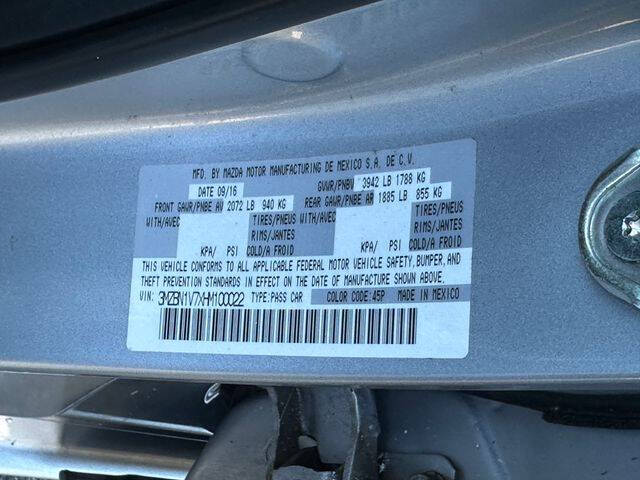 MFD. BY MAZDA MOTOR MANUFACTURING DE MEXICO S.A. DE C.V.
DATE 09/16 GVWR/PNBV 3942 LB 1788 KG
FRONT GAWR/PNBE AV 2072 LB 940 KG REAR GAWR/PNBE AR 1885 LB 855 KG
WITH/AVEC TIRES/PNEUS WITH/AVEC TIRES/PNEUS
RIMS/JANTES RIMS/JANTES
KPA/ PSI COLD/A FROID KPA/ PSI COLD/A FROID
THIS VEHICLE CONFORMS TO ALL APPLICABLE FEDERAL MOTOR VEHICLE SAFETY, BUMPER, AND
THEFT PREVENTION STANDARDS IN EFFECT ON THE DATE OF MANUFACTURE SHOWN ABOVE.
VIN: 3MZBN1V7XHM100022 TYPE:PASS CAR COLOR CODE:45P MADE IN MEXICO